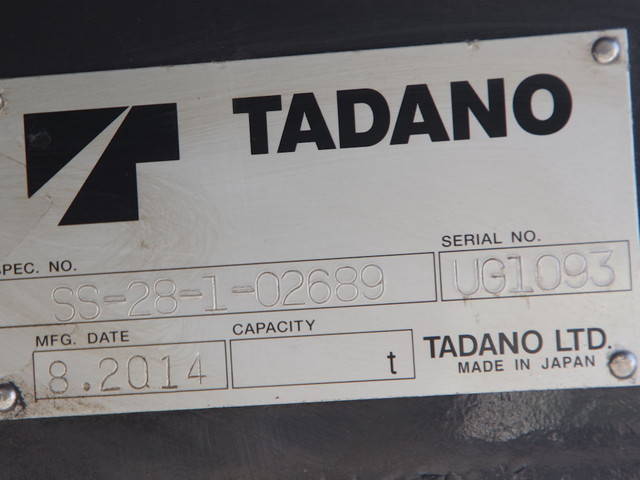 TADANO
SPEC. NO.
SS-28-1-02689
SERIAL NO.
UG1093
MFG. DATE
8.2014
CAPACITY
t
TADANO LTD.
MADE IN JAPAN